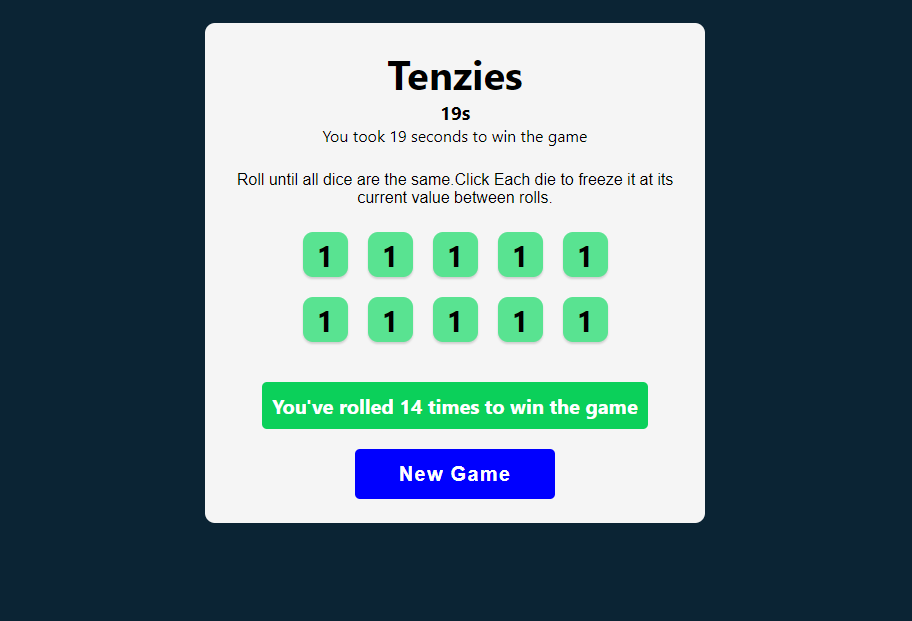 Tenzies
19s
You took 19 seconds to win the game
Roll until all dice are the same.Click Each die to freeze it at its
current value between rolls.
1 1 1 1 1
1 1 1 1 1
You've rolled 14 times to win the game
New Game